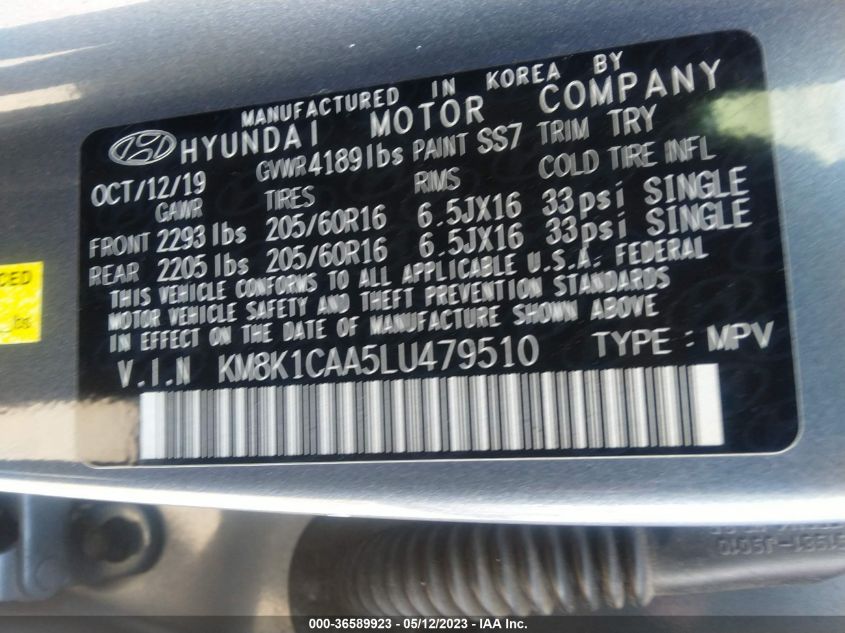 MANUFACTURED IN KOREA BY
HYUNDAI MOTOR COMPANY
OCT/12/19 GVWR 4189lbs PAINT SS7 TRIM TRY
GAWR TIRES RIMS COLD TIRE INFL
FRONT 2293 lbs 205/60R16 6.5JX16 33psi SINGLE
REAR 2205 lbs 205/60R16 6.5JX16 33psi SINGLE
THIS VEHICLE CONFORMS TO ALL APPLICABLE U.S.A. FEDERAL
MOTOR VEHICLE SAFETY AND THEFT PREVENTION STANDARDS
IN EFFECT ON THE DATE OF MANUFACTURE SHOWN ABOVE
V.I.N KM8K1CAA5LU479510 TYPE : MPV
CED
lbs
J5010
000-36589923 - 05/12/2023 - IAA Inc.